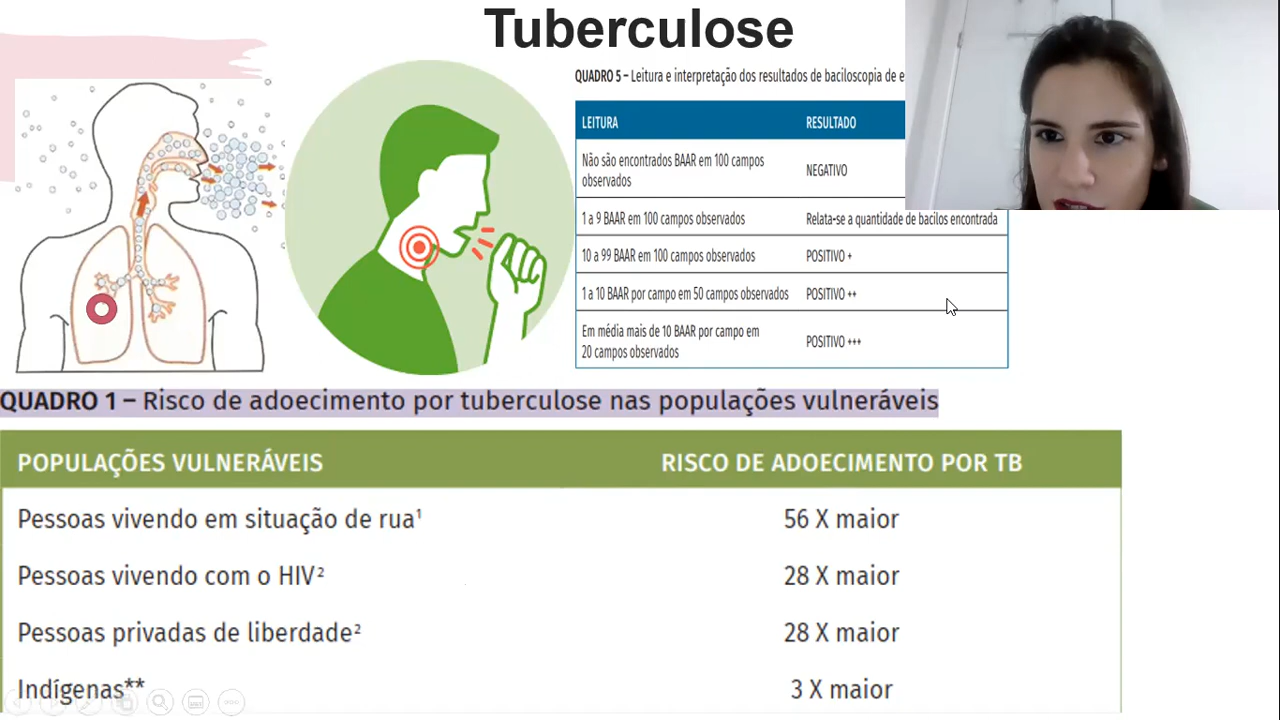 Tuberculose
QUADRO 5 – Leitura e interpretação dos resultados de baciloscopia de e
LEITURA
RESULTADO
Não são encontrados BAAR em 100 campos
observados
NEGATIVO
1 a 9 BAAR em 100 campos observados
Relata-se a quantidade de bacilos encontrada
10 a 99 BAAR em 100 campos observados
POSITIVO +
1 a 10 BAAR por campo em 50 campos observados
POSITIVO ++
Em média mais de 10 BAAR por campo em
20 campos observados
POSITIVO +++
QUADRO 1 – Risco de adoecimento por tuberculose nas populações vulneráveis
POPULAÇÕES VULNERÁVEIS
RISCO DE ADOECIMENTO POR TB
Pessoas vivendo em situação de rua¹
56 X maior
Pessoas vivendo com o HIV²
28 X maior
Pessoas privadas de liberdade²
28 X maior
Indígenas**
3 X maior